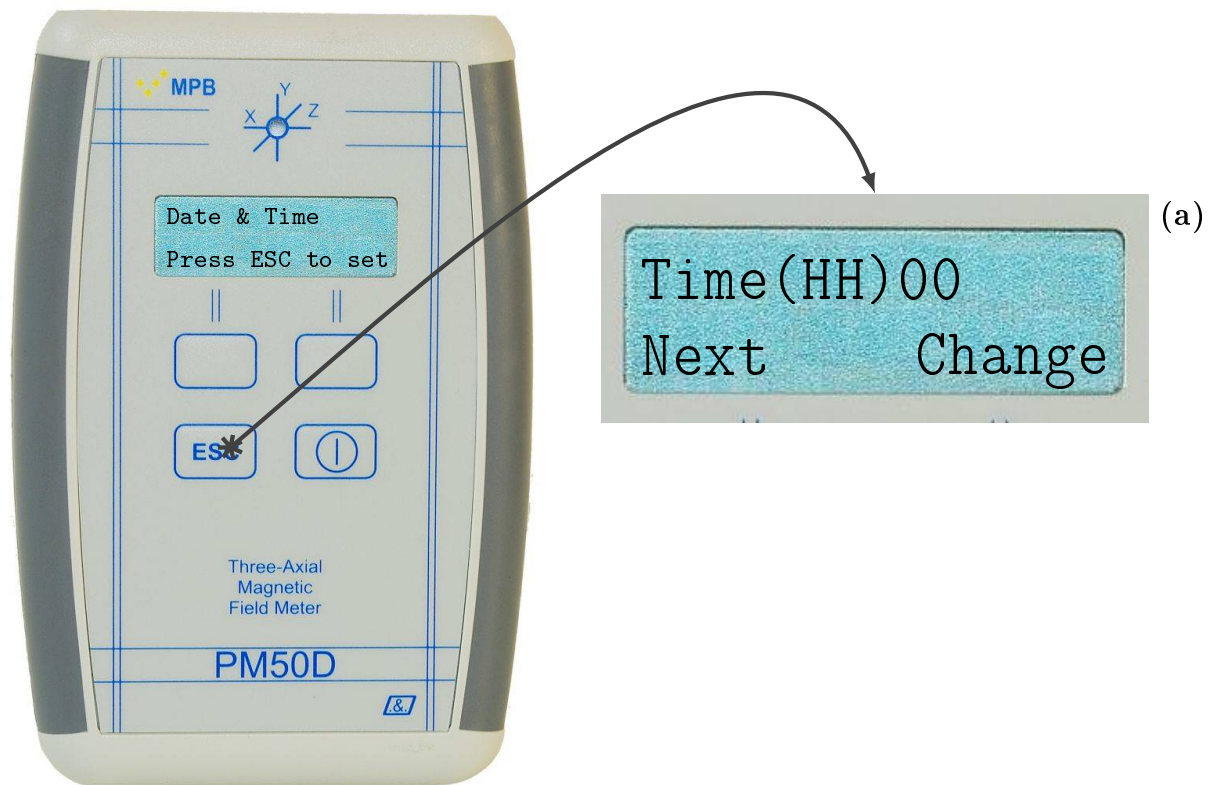 MPB
Y
X Z
Date & Time
Press ESC to set
ESC
Three-Axial
Magnetic
Field Meter
PM50D
.&.
(a)
Time(HH)00
Next Change